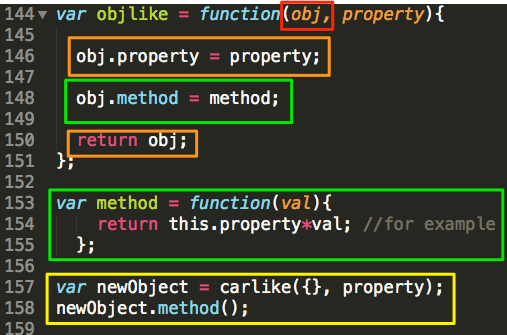 144 var objlike = function(obj, property){
145
146 obj.property = property;
147
148 obj.method = method;
149
150 return obj;
151 };
152
153 var method = function(val){
154 return this.property*val; //for example
155 };
156
157 var newObject = carlike({}, property);
158 newObject.method();
159